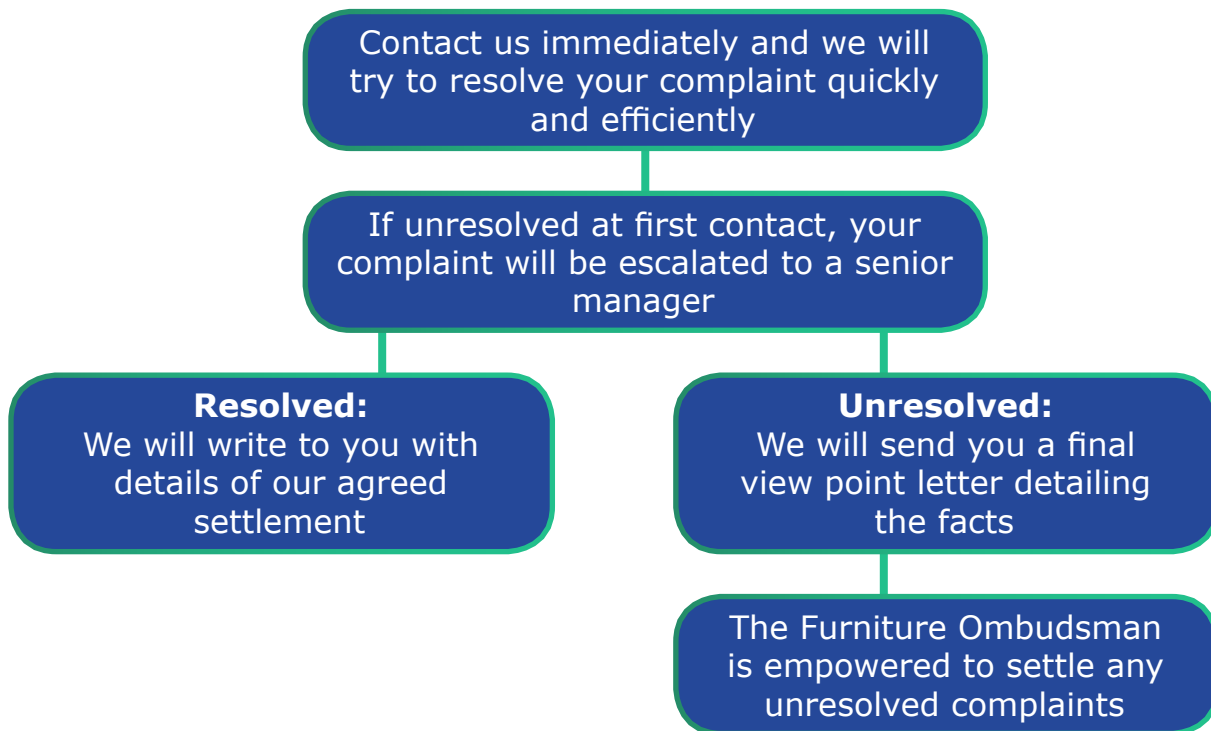 Contact us immediately and we will
try to resolve your complaint quickly
and efficiently
If unresolved at first contact, your
complaint will be escalated to a senior
manager
Resolved:
We will write to you with
details of our agreed
settlement
Unresolved:
We will send you a final
view point letter detailing
the facts
The Furniture Ombudsman
is empowered to settle any
unresolved complaints